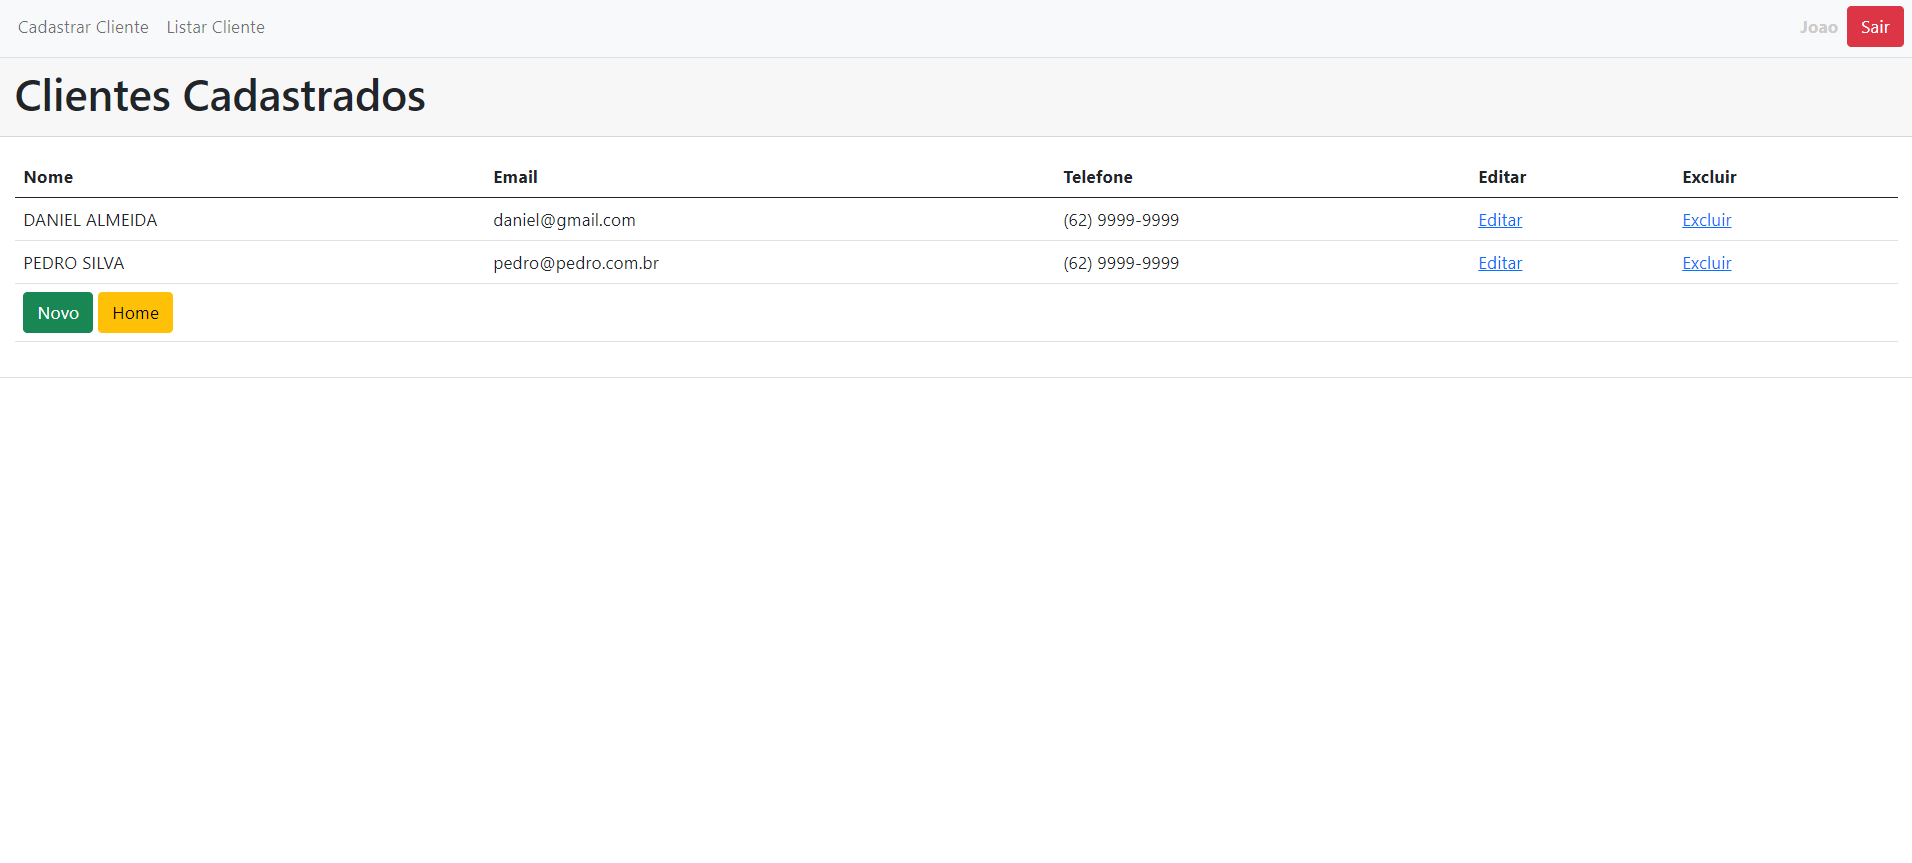 Cadastrar Cliente Listar Cliente Joao Sair
Clientes Cadastrados
Nome Email Telefone Editar Excluir
DANIEL ALMEIDA daniel@gmail.com (62) 9999-9999 Editar Excluir
PEDRO SILVA pedro@pedro.com.br (62) 9999-9999 Editar Excluir
Novo Home